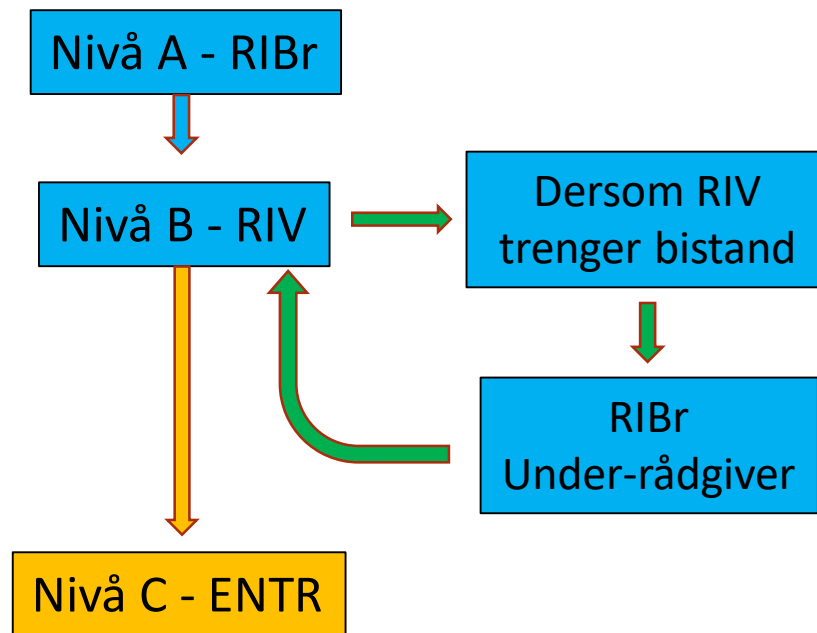 Nivå A - RIBr
Nivå B - RIV
Dersom RIV
trenger bistand
RIBr
Under-rådgiver
Nivå C - ENTR